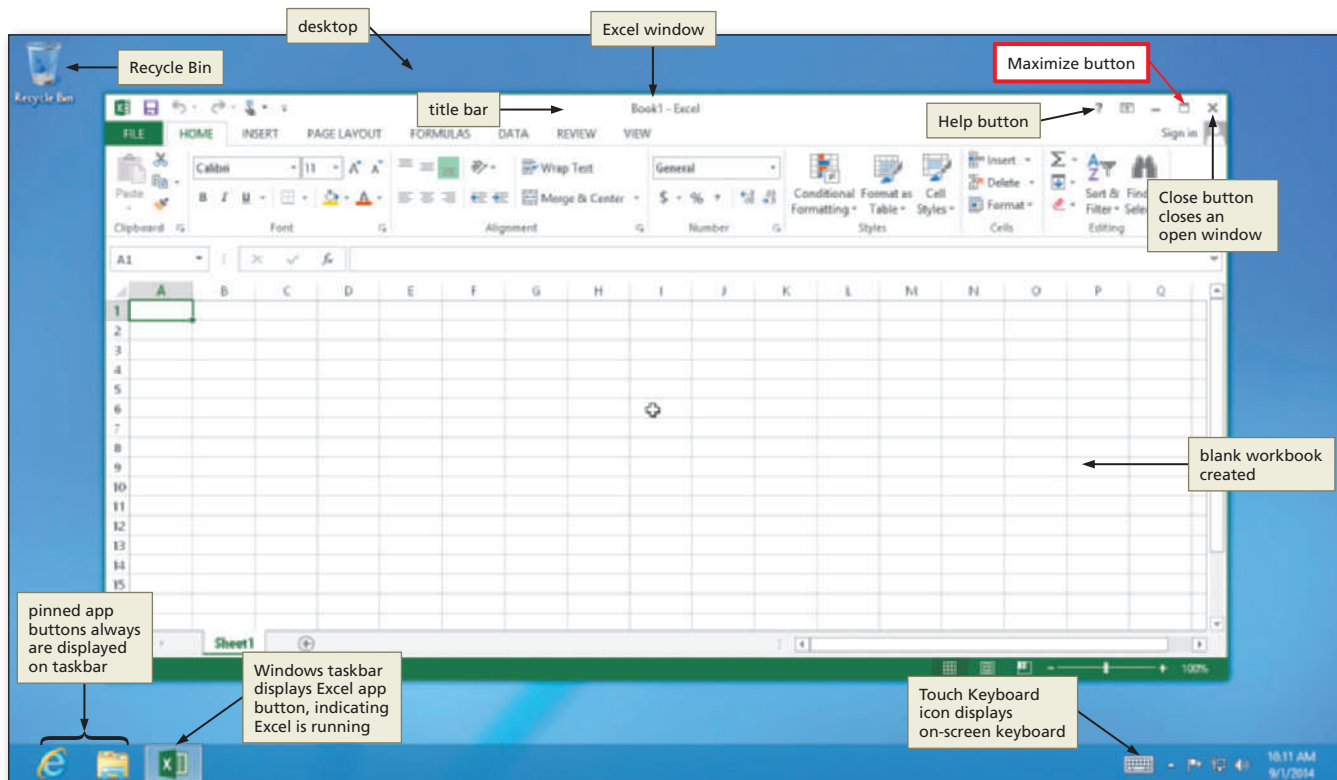 desktop
Excel window
Recycle Bin
Maximize button
Recycle Bin
title bar
Book1 - Excel
Help button
?
FILE HOME INSERT PAGE LAYOUT FORMULAS DATA REVIEW VIEW
Sign in
Calibri 11 A A
Wrap Text
General
Insert
Paste
B I U
A
Merge & Center
$ % ,
Conditional Formatting
Format as Table
Cell Styles
Delete
Format
Sort & Filter
Close button
closes an
open window
Clipboard Font Alignment Number Styles Cells Editing
A1
fx
A B C D E F G H I J K L M N O P Q
1
2
3
4
5
6
7
8
9
10
11
12
13
14
15
blank workbook
created
pinned app
buttons always
are displayed
on taskbar
Sheet1
100%
Windows taskbar
displays Excel app
button, indicating
Excel is running
Touch Keyboard
icon displays
on-screen keyboard
10:11 AM
9/1/2014